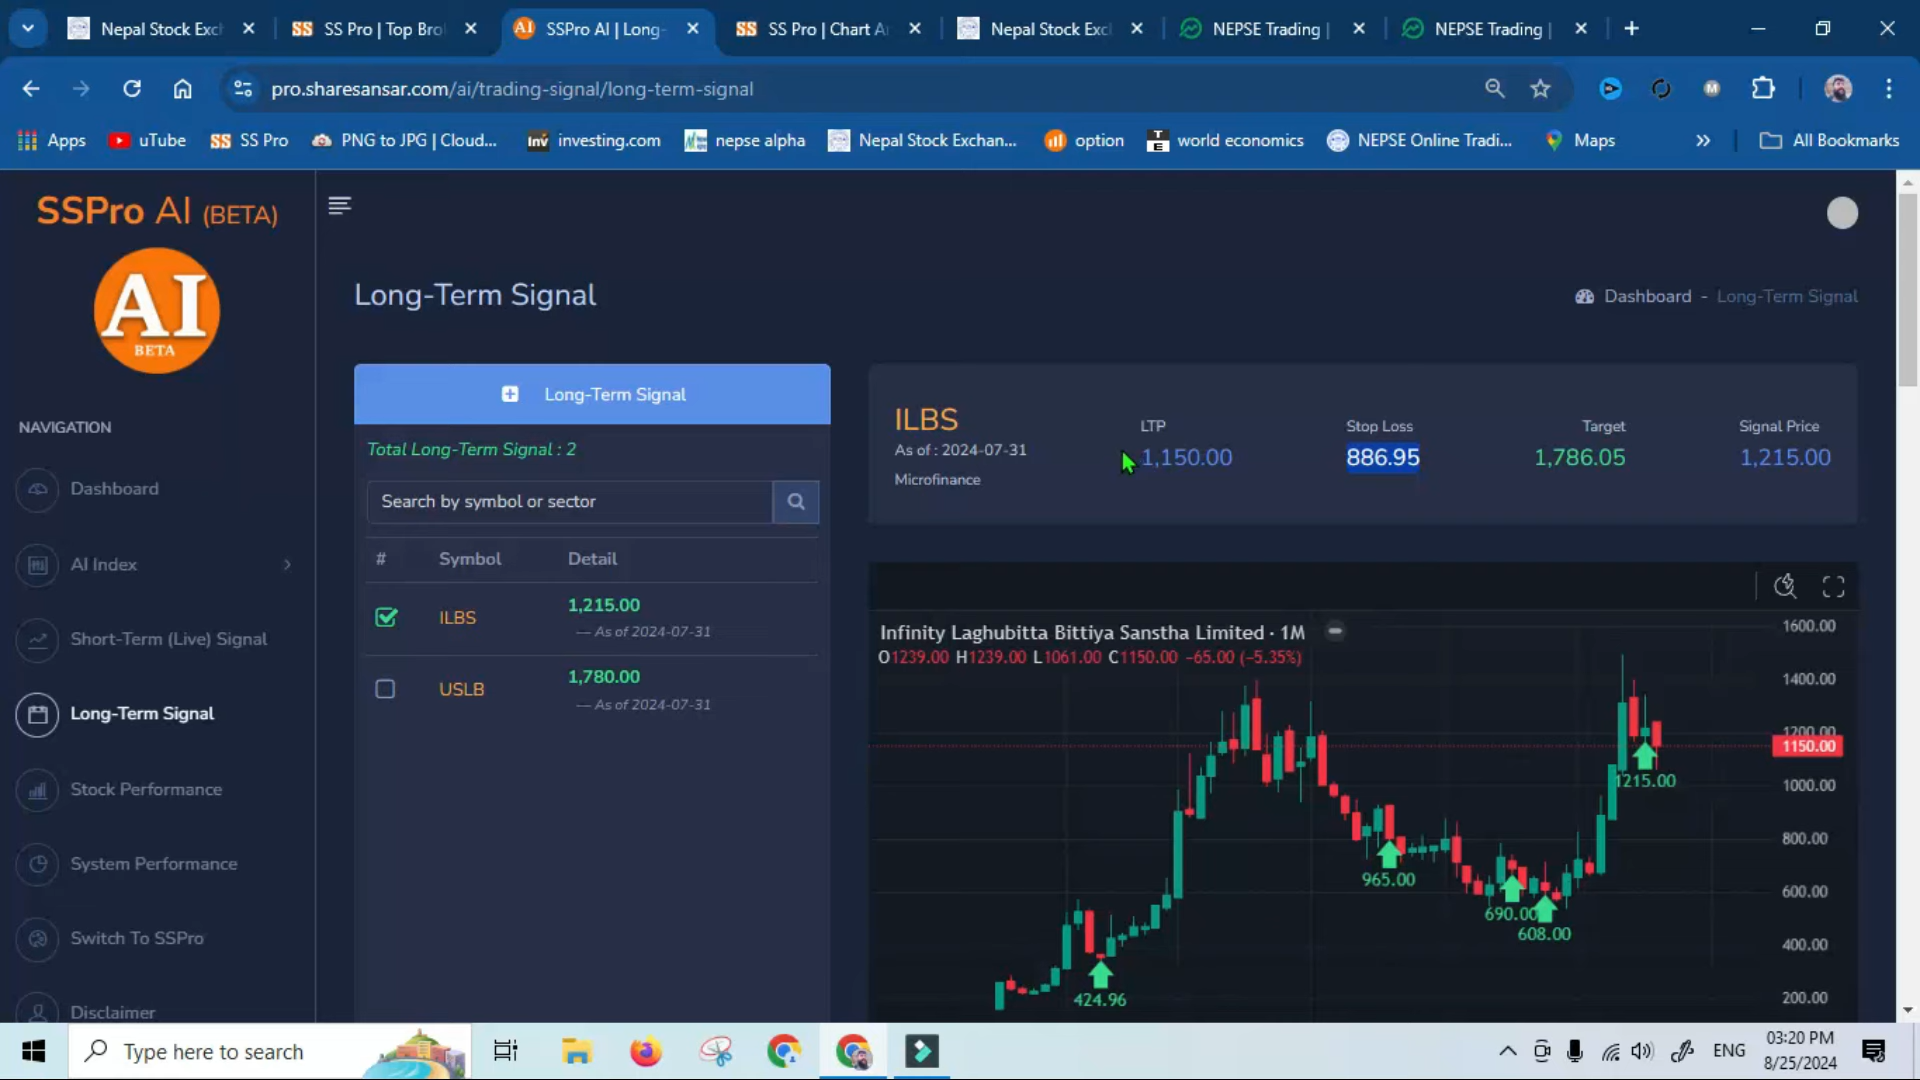 Nepal Stock Exc
SS Pro | Top Bro
SSPro AI | Long-
SS Pro | Chart A
Nepal Stock Exc
NEPSE Trading |
NEPSE Trading |
pro.sharesansar.com/ai/trading-signal/long-term-signal
Apps
uTube
SS Pro
PNG to JPG | Cloud...
investing.com
nepse alpha
Nepal Stock Exchan...
option
world economics
NEPSE Online Tradi...
Maps
All Bookmarks
SSPro AI (BETA)
AI
BETA
NAVIGATION
Dashboard
AI Index
Short-Term (Live) Signal
Long-Term Signal
Stock Performance
System Performance
Switch To SSPro
Disclaimer
Long-Term Signal
Dashboard - Long-Term Signal
Long-Term Signal
Total Long-Term Signal : 2
Search by symbol or sector
# Symbol Detail
ILBS 1,215.00
— As of 2024-07-31
USLB 1,780.00
— As of 2024-07-31
ILBS
As of : 2024-07-31
Microfinance
LTP
1,150.00
Stop Loss
886.95
Target
1,786.05
Signal Price
1,215.00
Infinity Laghubitta Bittiya Sanstha Limited · 1M
O1239.00 H1239.00 L1061.00 C1150.00 −65.00 (−5.35%)
1600.00
1400.00
1200.00
1150.00
1000.00
800.00
600.00
400.00
200.00
1215.00
965.00
690.00
608.00
424.96
Type here to search
ENG
03:20 PM
8/25/2024